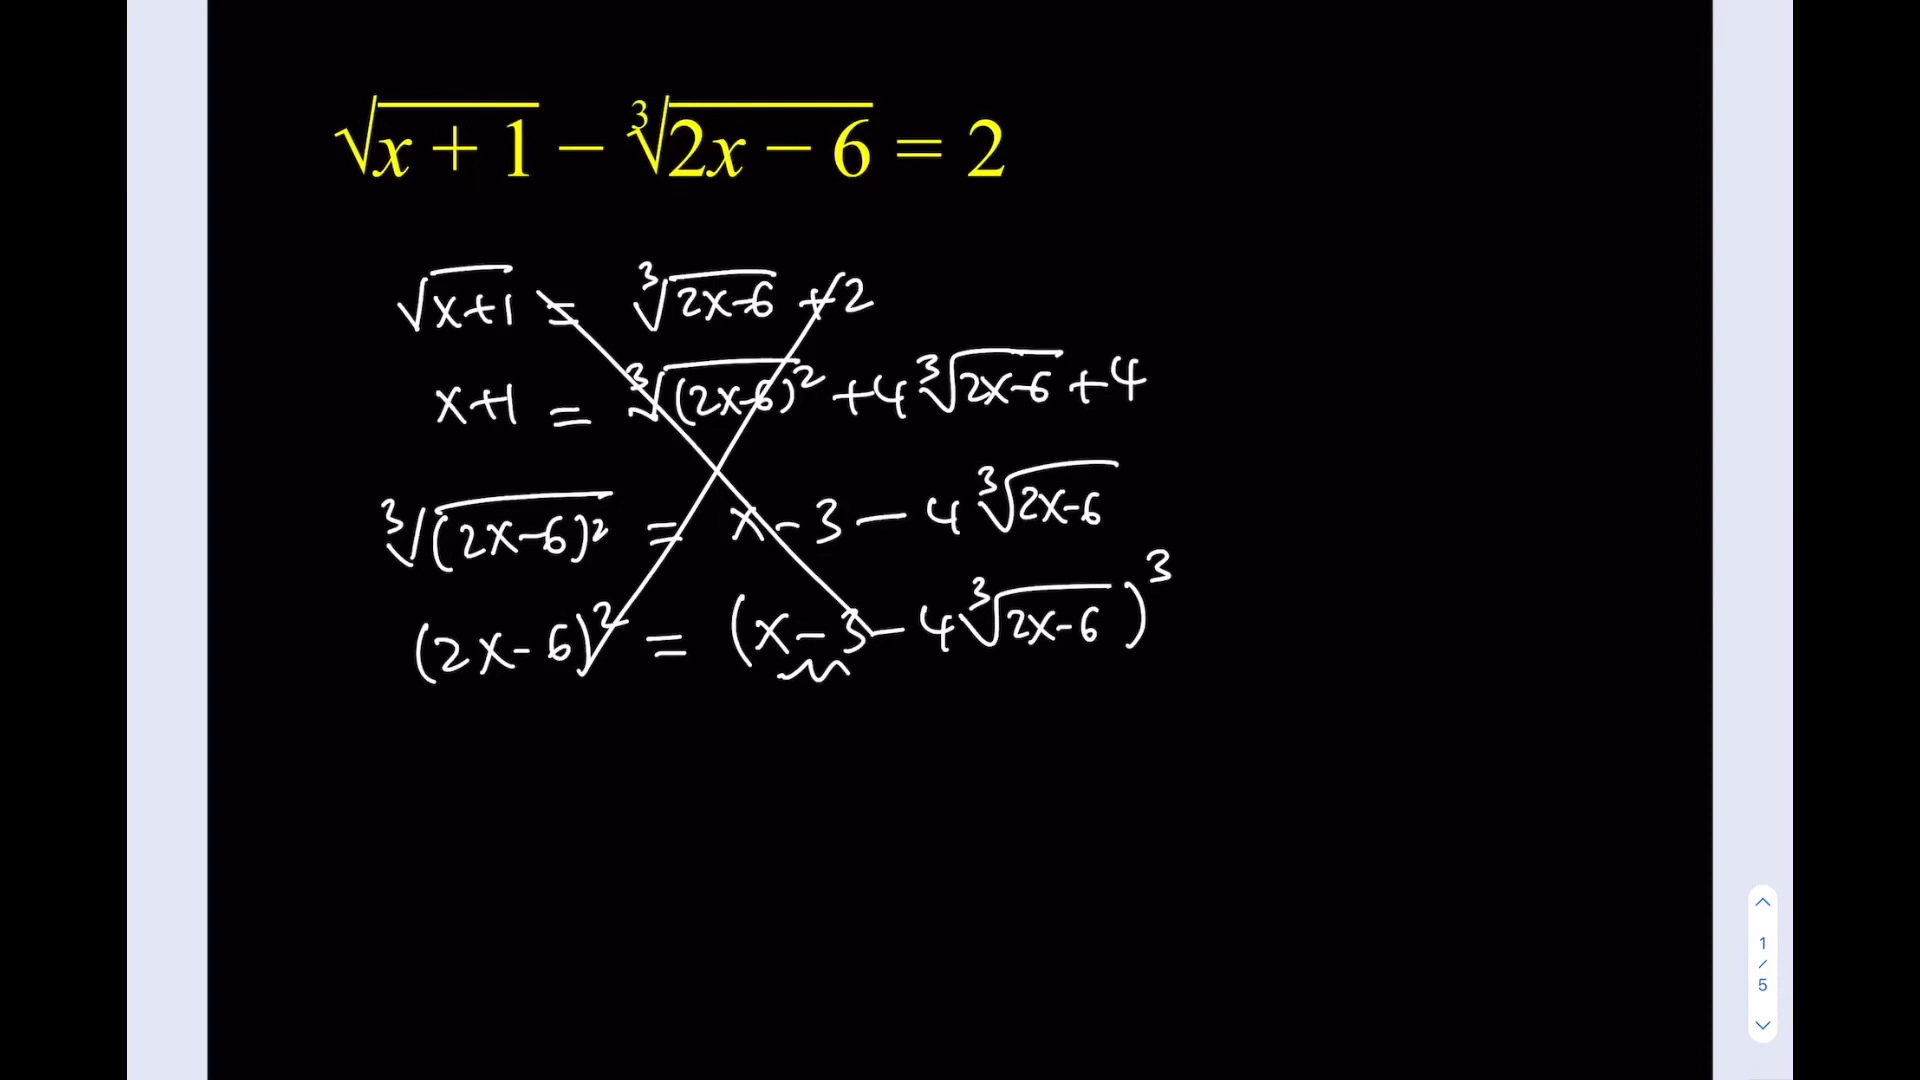 √(x + 1) − ∛(2x − 6) = 2
√(x+1) = ∛(2x-6) +2
x+1 = ∛((2x-6)²) +4∛(2x-6) +4
∛((2x-6)²) = x-3-4∛(2x-6)
(2x-6)² = (x-3-4∛(2x-6))³
1
/
5